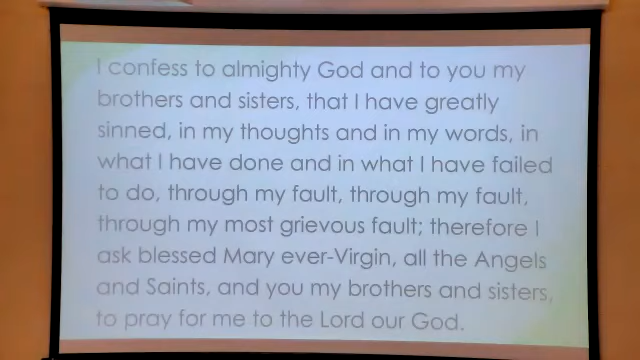 I confess to almighty God and to you my
brothers and sisters, that I have greatly
sinned, in my thoughts and in my words, in
what I have done and in what I have failed
to do, through my fault, through my fault,
through my most grievous fault; therefore I
ask blessed Mary ever-Virgin, all the Angels
and Saints, and you my brothers and sisters,
to pray for me to the Lord our God.